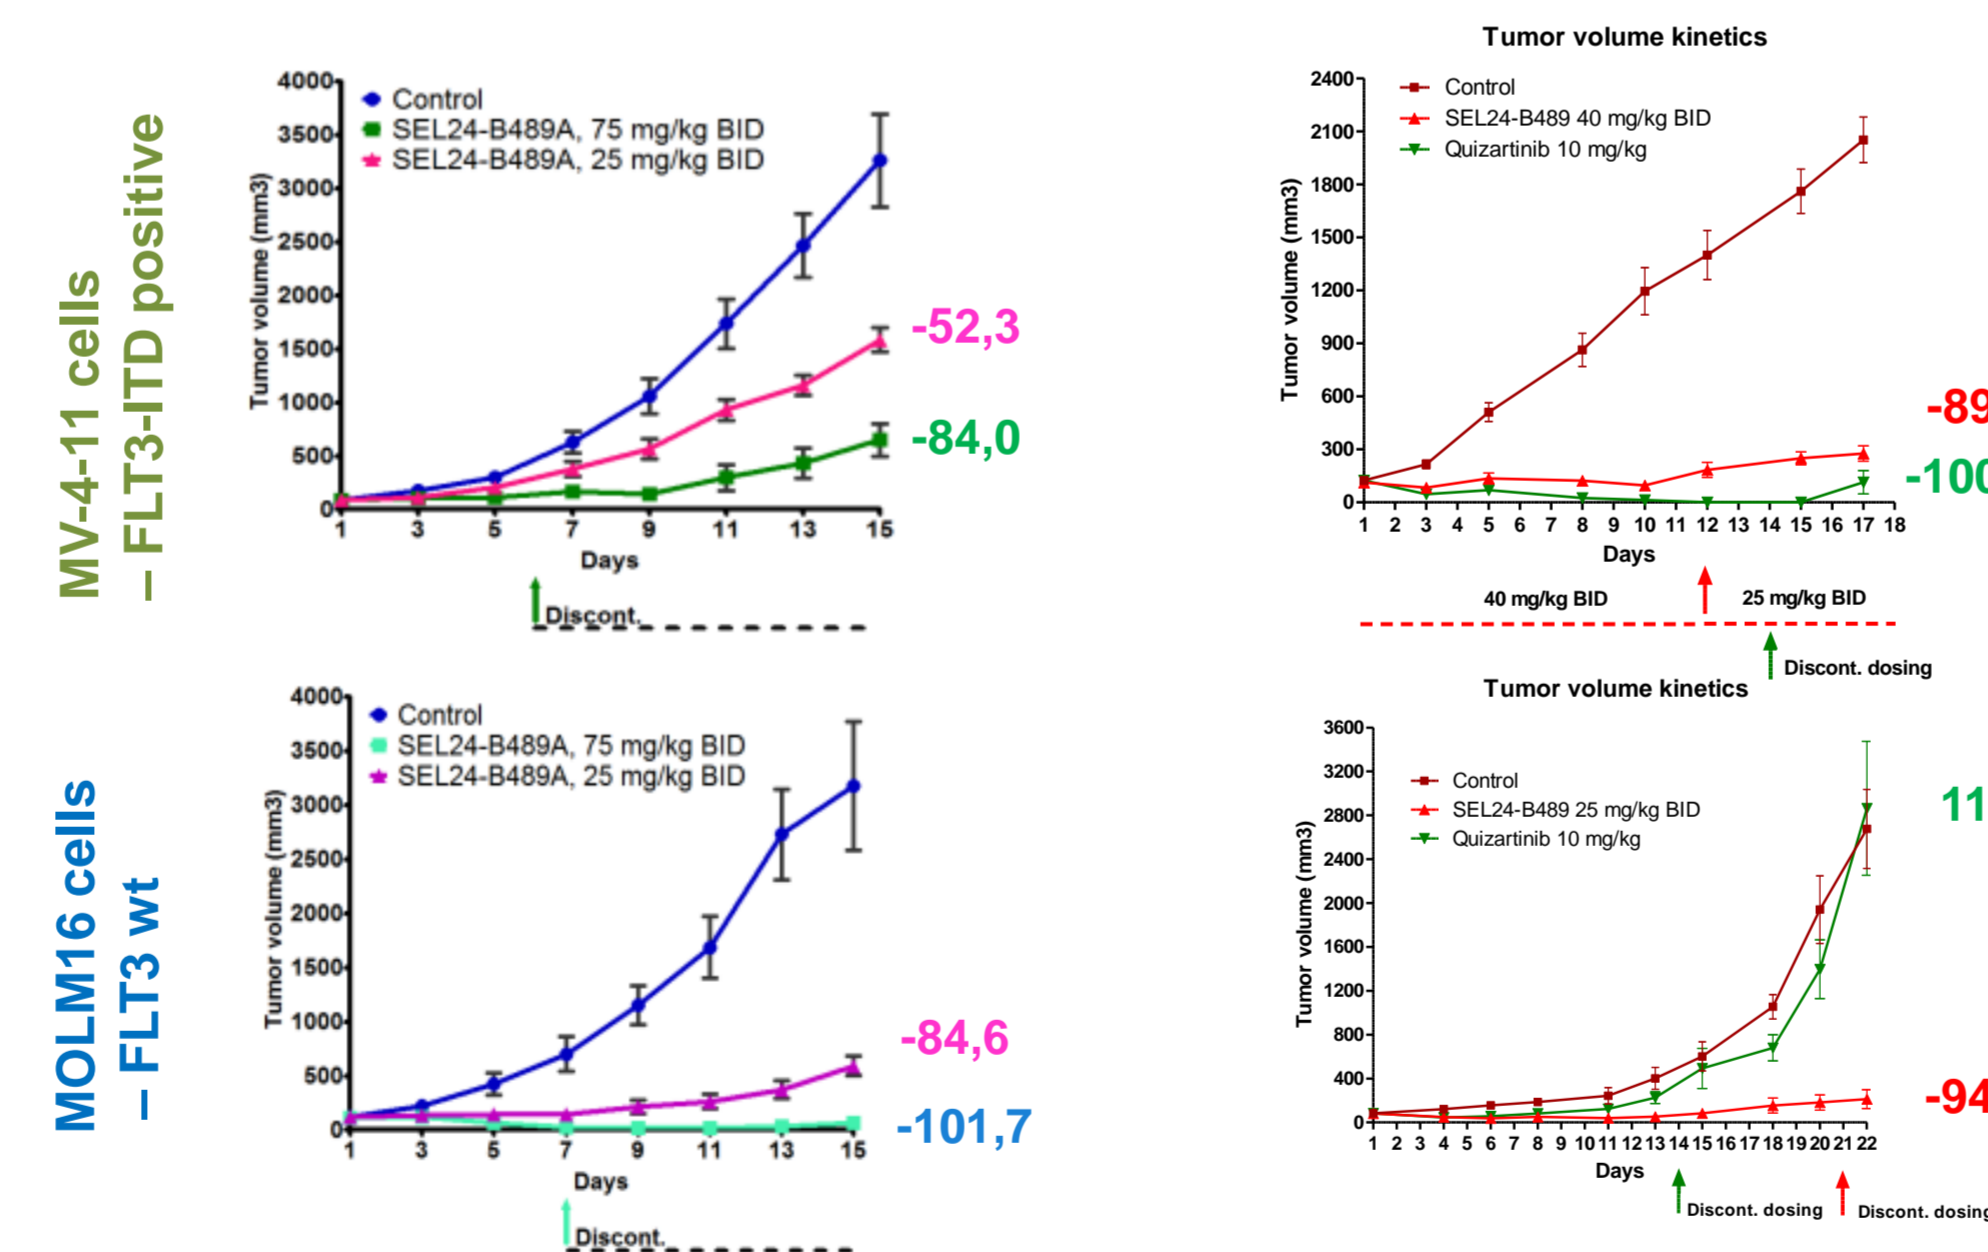 MV-4-11 cells
– FLT3-ITD positive
4000
3500
3000
2500
2000
1500
1000
500
0
Tumor volume (mm3)
Control
SEL24-B489A, 75 mg/kg BID
SEL24-B489A, 25 mg/kg BID
1 3 5 7 9 11 13 15
Days
Discont.
-52,3
-84,0
Tumor volume kinetics
2400
2100
1800
1500
1200
900
600
300
0
Tumor volume (mm3)
Control
SEL24-B489 40 mg/kg BID
Quizartinib 10 mg/kg
1 2 3 4 5 6 7 8 9 10 11 12 13 14 15 16 17 18
Days
40 mg/kg BID
25 mg/kg BID
Discont. dosing
-89
-100
MOLM16 cells
– FLT3 wt
4000
3500
3000
2500
2000
1500
1000
500
0
Tumor volume (mm3)
Control
SEL24-B489A, 75 mg/kg BID
SEL24-B489A, 25 mg/kg BID
1 3 5 7 9 11 13 15
Days
Discont.
-84,6
-101,7
Tumor volume kinetics
3600
3200
2800
2400
2000
1600
1200
800
400
0
Tumor volume (mm3)
Control
SEL24-B489 25 mg/kg BID
Quizartinib 10 mg/kg
1 2 3 4 5 6 7 8 9 10 11 12 13 14 15 16 17 18 19 20 21 22
Days
Discont. dosing
Discont. dosing
11
-94